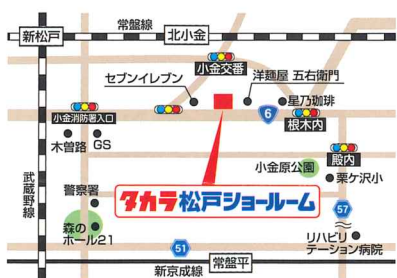 常盤線
新松戸
北小金
小金交番
セブンイレブン
洋麺屋 五右衛門
小金消防署入口
6
星乃珈琲
根木内
木曽路
GS
殿内
小金原公園
栗ケ沢小
武蔵野線
警察署
タカラ松戸ショールーム
森の
ホール21
57
51
リハビリ
テーション病院
新京成線
常盤平